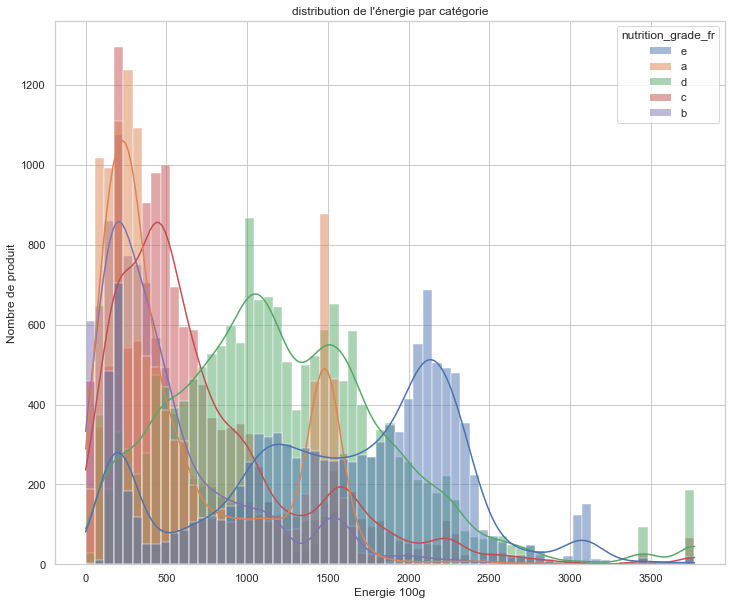 distribution de l'énergie par catégorie
nutrition_grade_fr
e
a
d
c
b
Nombre de produit
1200
1000
800
600
400
200
0
0 500 1000 1500 2000 2500 3000 3500
Energie 100g